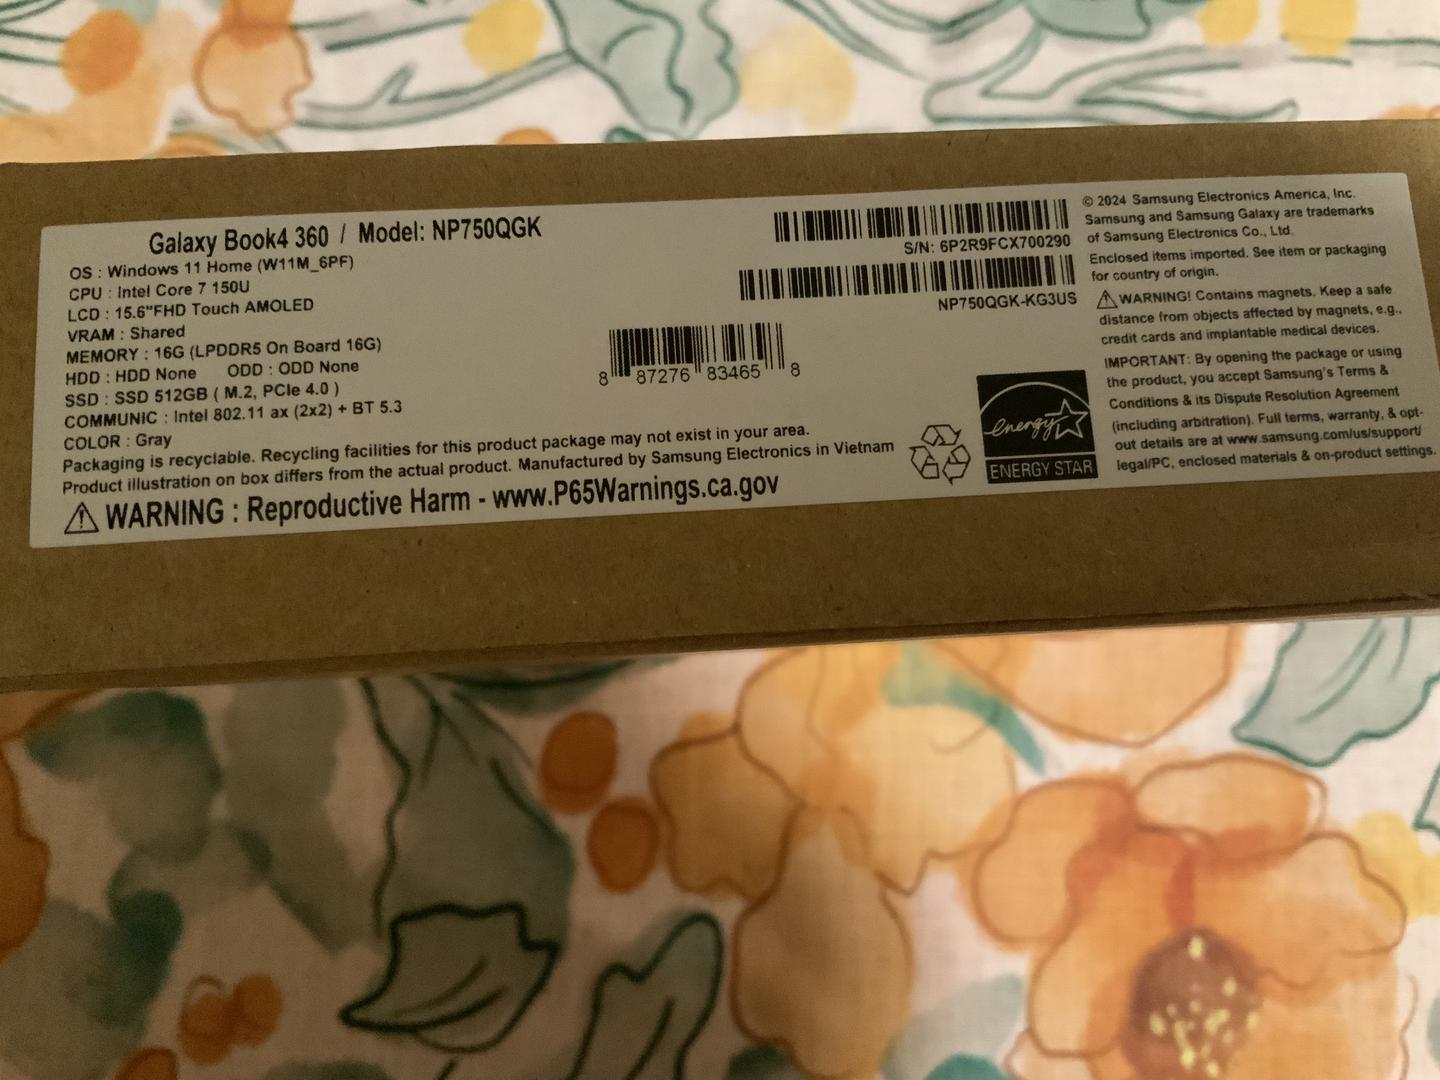 Galaxy Book4 360 / Model: NP750QGK
OS : Windows 11 Home (W11M_6PF)
CPU : Intel Core 7 150U
LCD : 15.6"FHD Touch AMOLED
VRAM : Shared
MEMORY : 16G (LPDDR5 On Board 16G)
HDD : HDD None ODD : ODD None
SSD : SSD 512GB ( M.2, PCIe 4.0 )
COMMUNIC : Intel 802.11 ax (2x2) + BT 5.3
COLOR : Gray
Packaging is recyclable. Recycling facilities for this product package may not exist in your area.
Product illustration on box differs from the actual product. Manufactured by Samsung Electronics in Vietnam
WARNING : Reproductive Harm - www.P65Warnings.ca.gov
8 87276 83465 8
S/N: 6P2R9FCX700290
NP750QGK-KG3US
energy
ENERGY STAR
© 2024 Samsung Electronics America, Inc.
Samsung and Samsung Galaxy are trademarks
of Samsung Electronics Co., Ltd.
Enclosed items imported. See item or packaging
for country of origin.
WARNING! Contains magnets. Keep a safe
distance from objects affected by magnets, e.g.,
credit cards and implantable medical devices.
IMPORTANT: By opening the package or using
the product, you accept Samsung's Terms &
Conditions & its Dispute Resolution Agreement
(including arbitration). Full terms, warranty, & opt-
out details are at www.samsung.com/us/support/
legal/PC, enclosed materials & on-product settings.